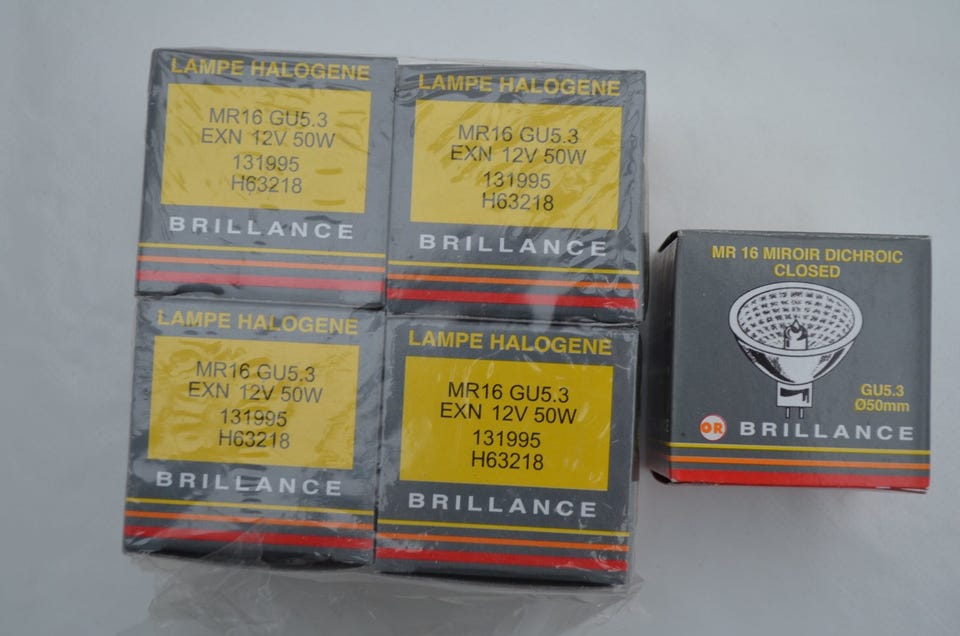 LAMPE HALOGENE
MR16 GU5.3
EXN 12V 50W
131995
H63218
BRILLANCE
LAMPE HALOGENE
MR16 GU5.3
EXN 12V 50W
131995
H63218
BRILLANCE
LAMPE HALOGENE
MR16 GU5.3
EXN 12V 50W
131995
H63218
BRILLANCE
LAMPE HALOGENE
MR16 GU5.3
EXN 12V 50W
131995
H63218
BRILLANCE
MR 16 MIROIR DICHROIC
CLOSED
GU5.3
Ø50mm
OR BRILLANCE